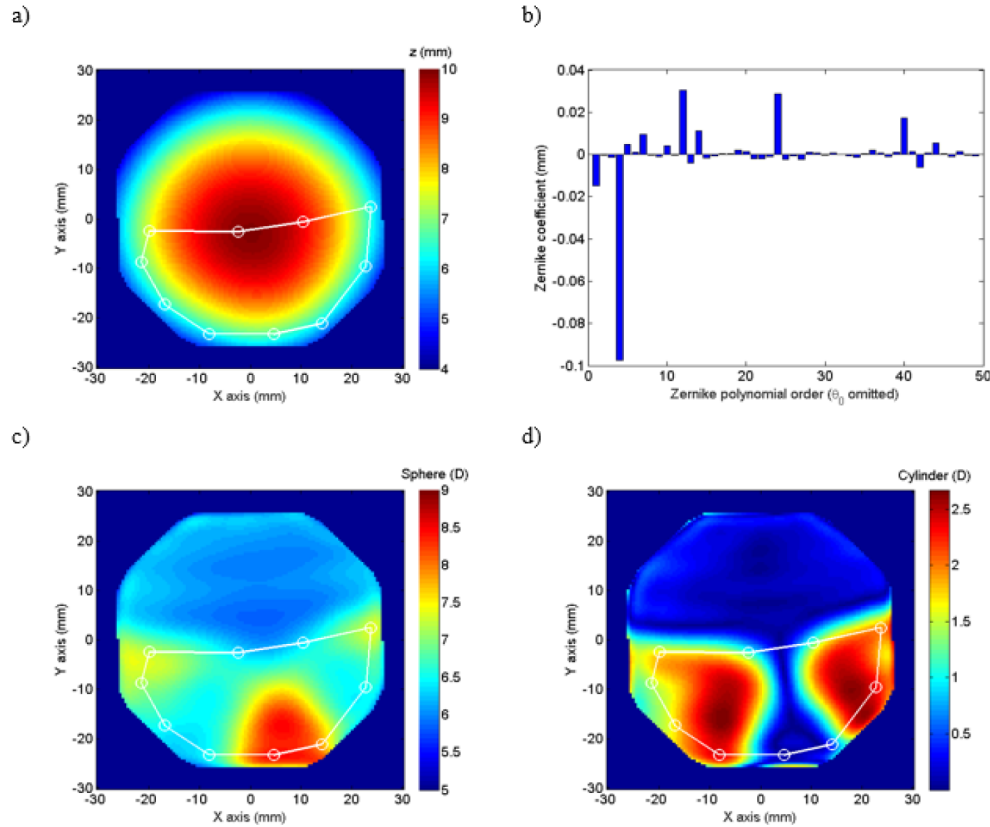 a)
z (mm)
30
20
10
0
-10
-20
-30
Y axis (mm)
-30 -20 -10 0 10 20 30
X axis (mm)
10
9
8
7
6
5
4
b)
0.04
0.02
0
-0.02
-0.04
-0.06
-0.08
-0.1
Zernike coefficient (mm)
0 10 20 30 40 50
Zernike polynomial order (θ0 omitted)
c)
Sphere (D)
30
20
10
0
-10
-20
-30
Y axis (mm)
-30 -20 -10 0 10 20 30
X axis (mm)
9
8.5
8
7.5
7
6.5
6
5.5
5
d)
Cylinder (D)
30
20
10
0
-10
-20
-30
Y axis (mm)
-30 -20 -10 0 10 20 30
X axis (mm)
2.5
2
1.5
1
0.5